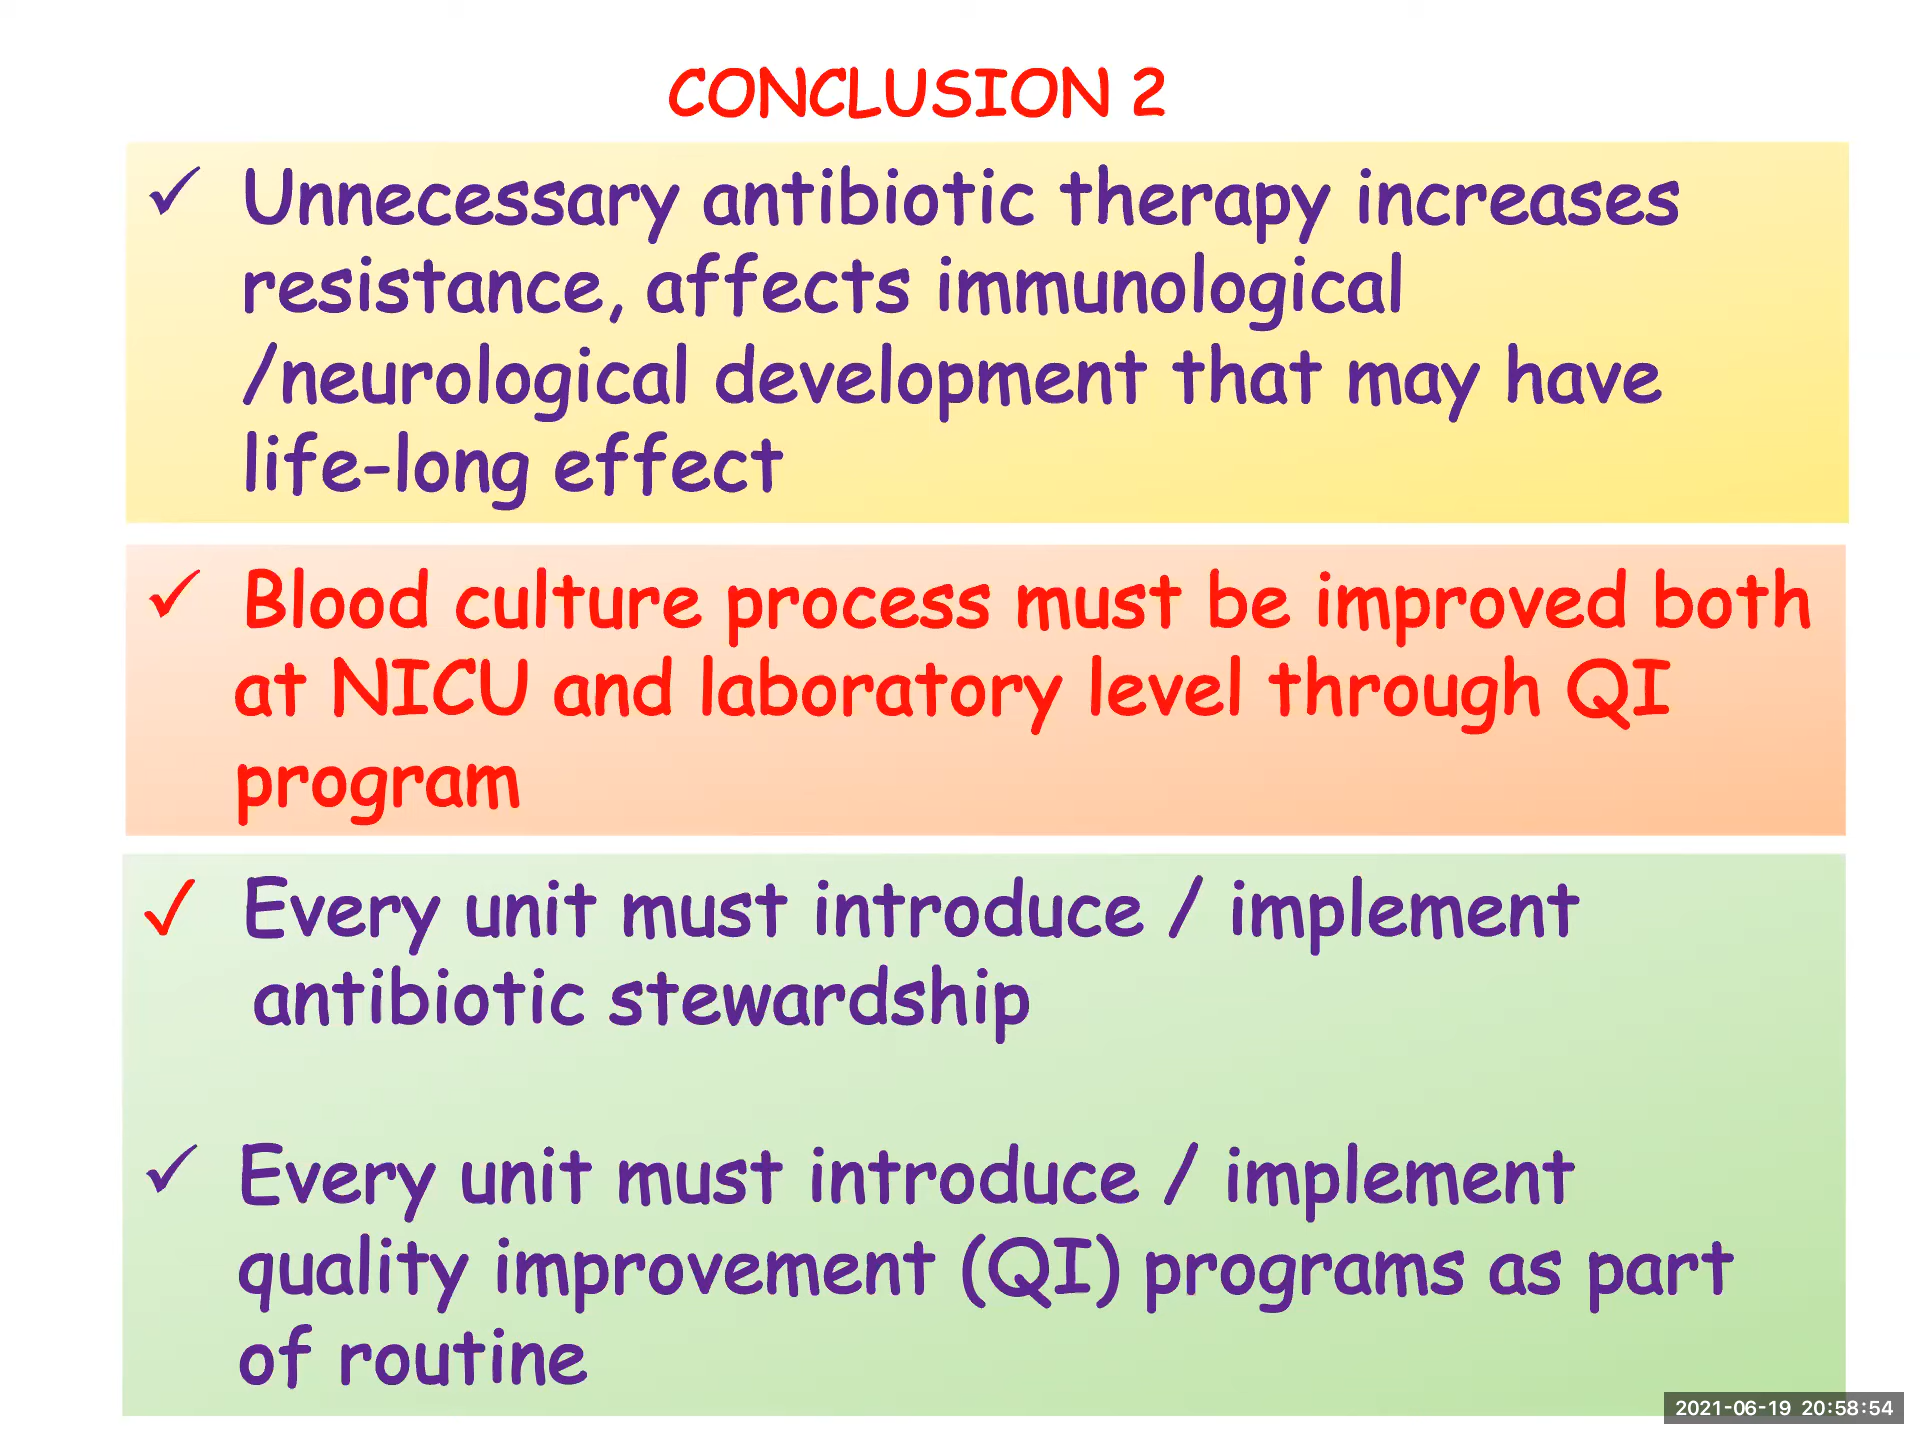 CONCLUSION 2
✓ Unnecessary antibiotic therapy increases
resistance, affects immunological
/neurological development that may have
life-long effect
✓ Blood culture process must be improved both
at NICU and laboratory level through QI
program
✓ Every unit must introduce / implement
antibiotic stewardship
✓ Every unit must introduce / implement
quality improvement (QI) programs as part
of routine
2021-06-19 20:58:54